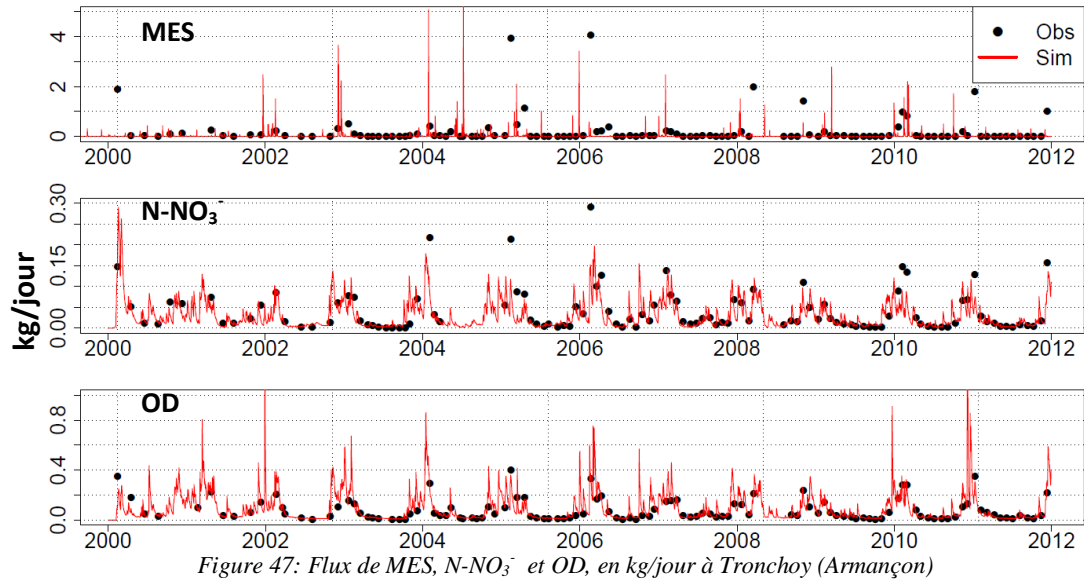 MES
Obs
Sim
4
2
0
2000 2002 2004 2006 2008 2010 2012
N-NO₃⁻
0.30
0.15
0.00
2000 2002 2004 2006 2008 2010 2012
kg/jour
OD
0.8
0.4
0.0
2000 2002 2004 2006 2008 2010 2012
Figure 47: Flux de MES, N-NO₃⁻ et OD, en kg/jour à Tronchoy (Armançon)